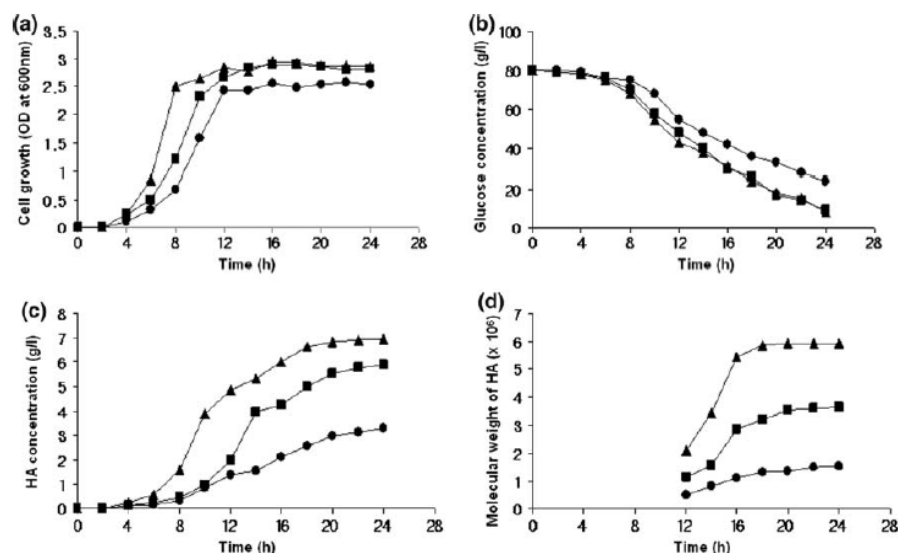 (a)
Cell growth (OD at 600nm)
3.5
3
2.5
2
1.5
1
0.5
0
0 4 8 12 16 20 24 28
Time (h)
(b)
Glucose concentration (g/l)
100
80
60
40
20
0
0 4 8 12 16 20 24 28
Time (h)
(c)
HA concentration (g/l)
8
7
6
5
4
3
2
1
0
0 4 8 12 16 20 24 28
Time (h)
(d)
Molecular weight of HA (x 10⁶)
7
6
5
4
3
2
1
0
0 4 8 12 16 20 24 28
Time (h)